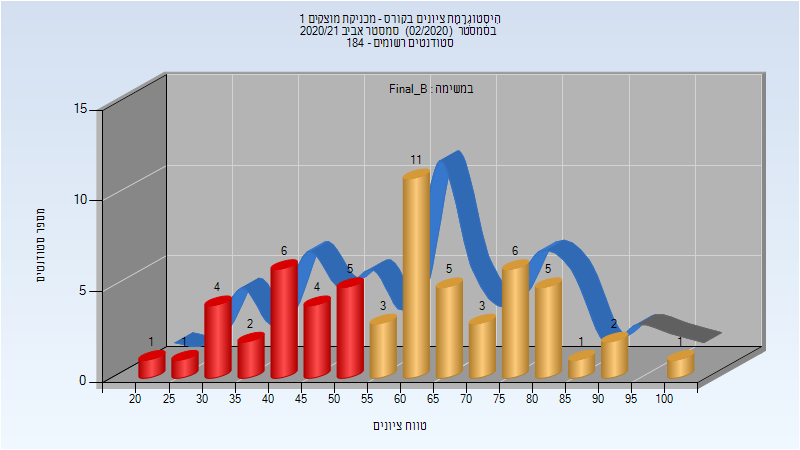 היסטוגרמת ציונים בקורס - מכניקת מוצקים 1
בסמסטר (02/2020) סמסטר אביב 2020/21
סטודנטים רשומים - 184
במשימה : Final_B
15
10
5
0
מספר סטודנטים
1 1 4 2 6 4 5 3 11 5 3 6 5 1 2 1
20 25 30 35 40 45 50 55 60 65 70 75 80 85 90 95 100
טווח ציונים